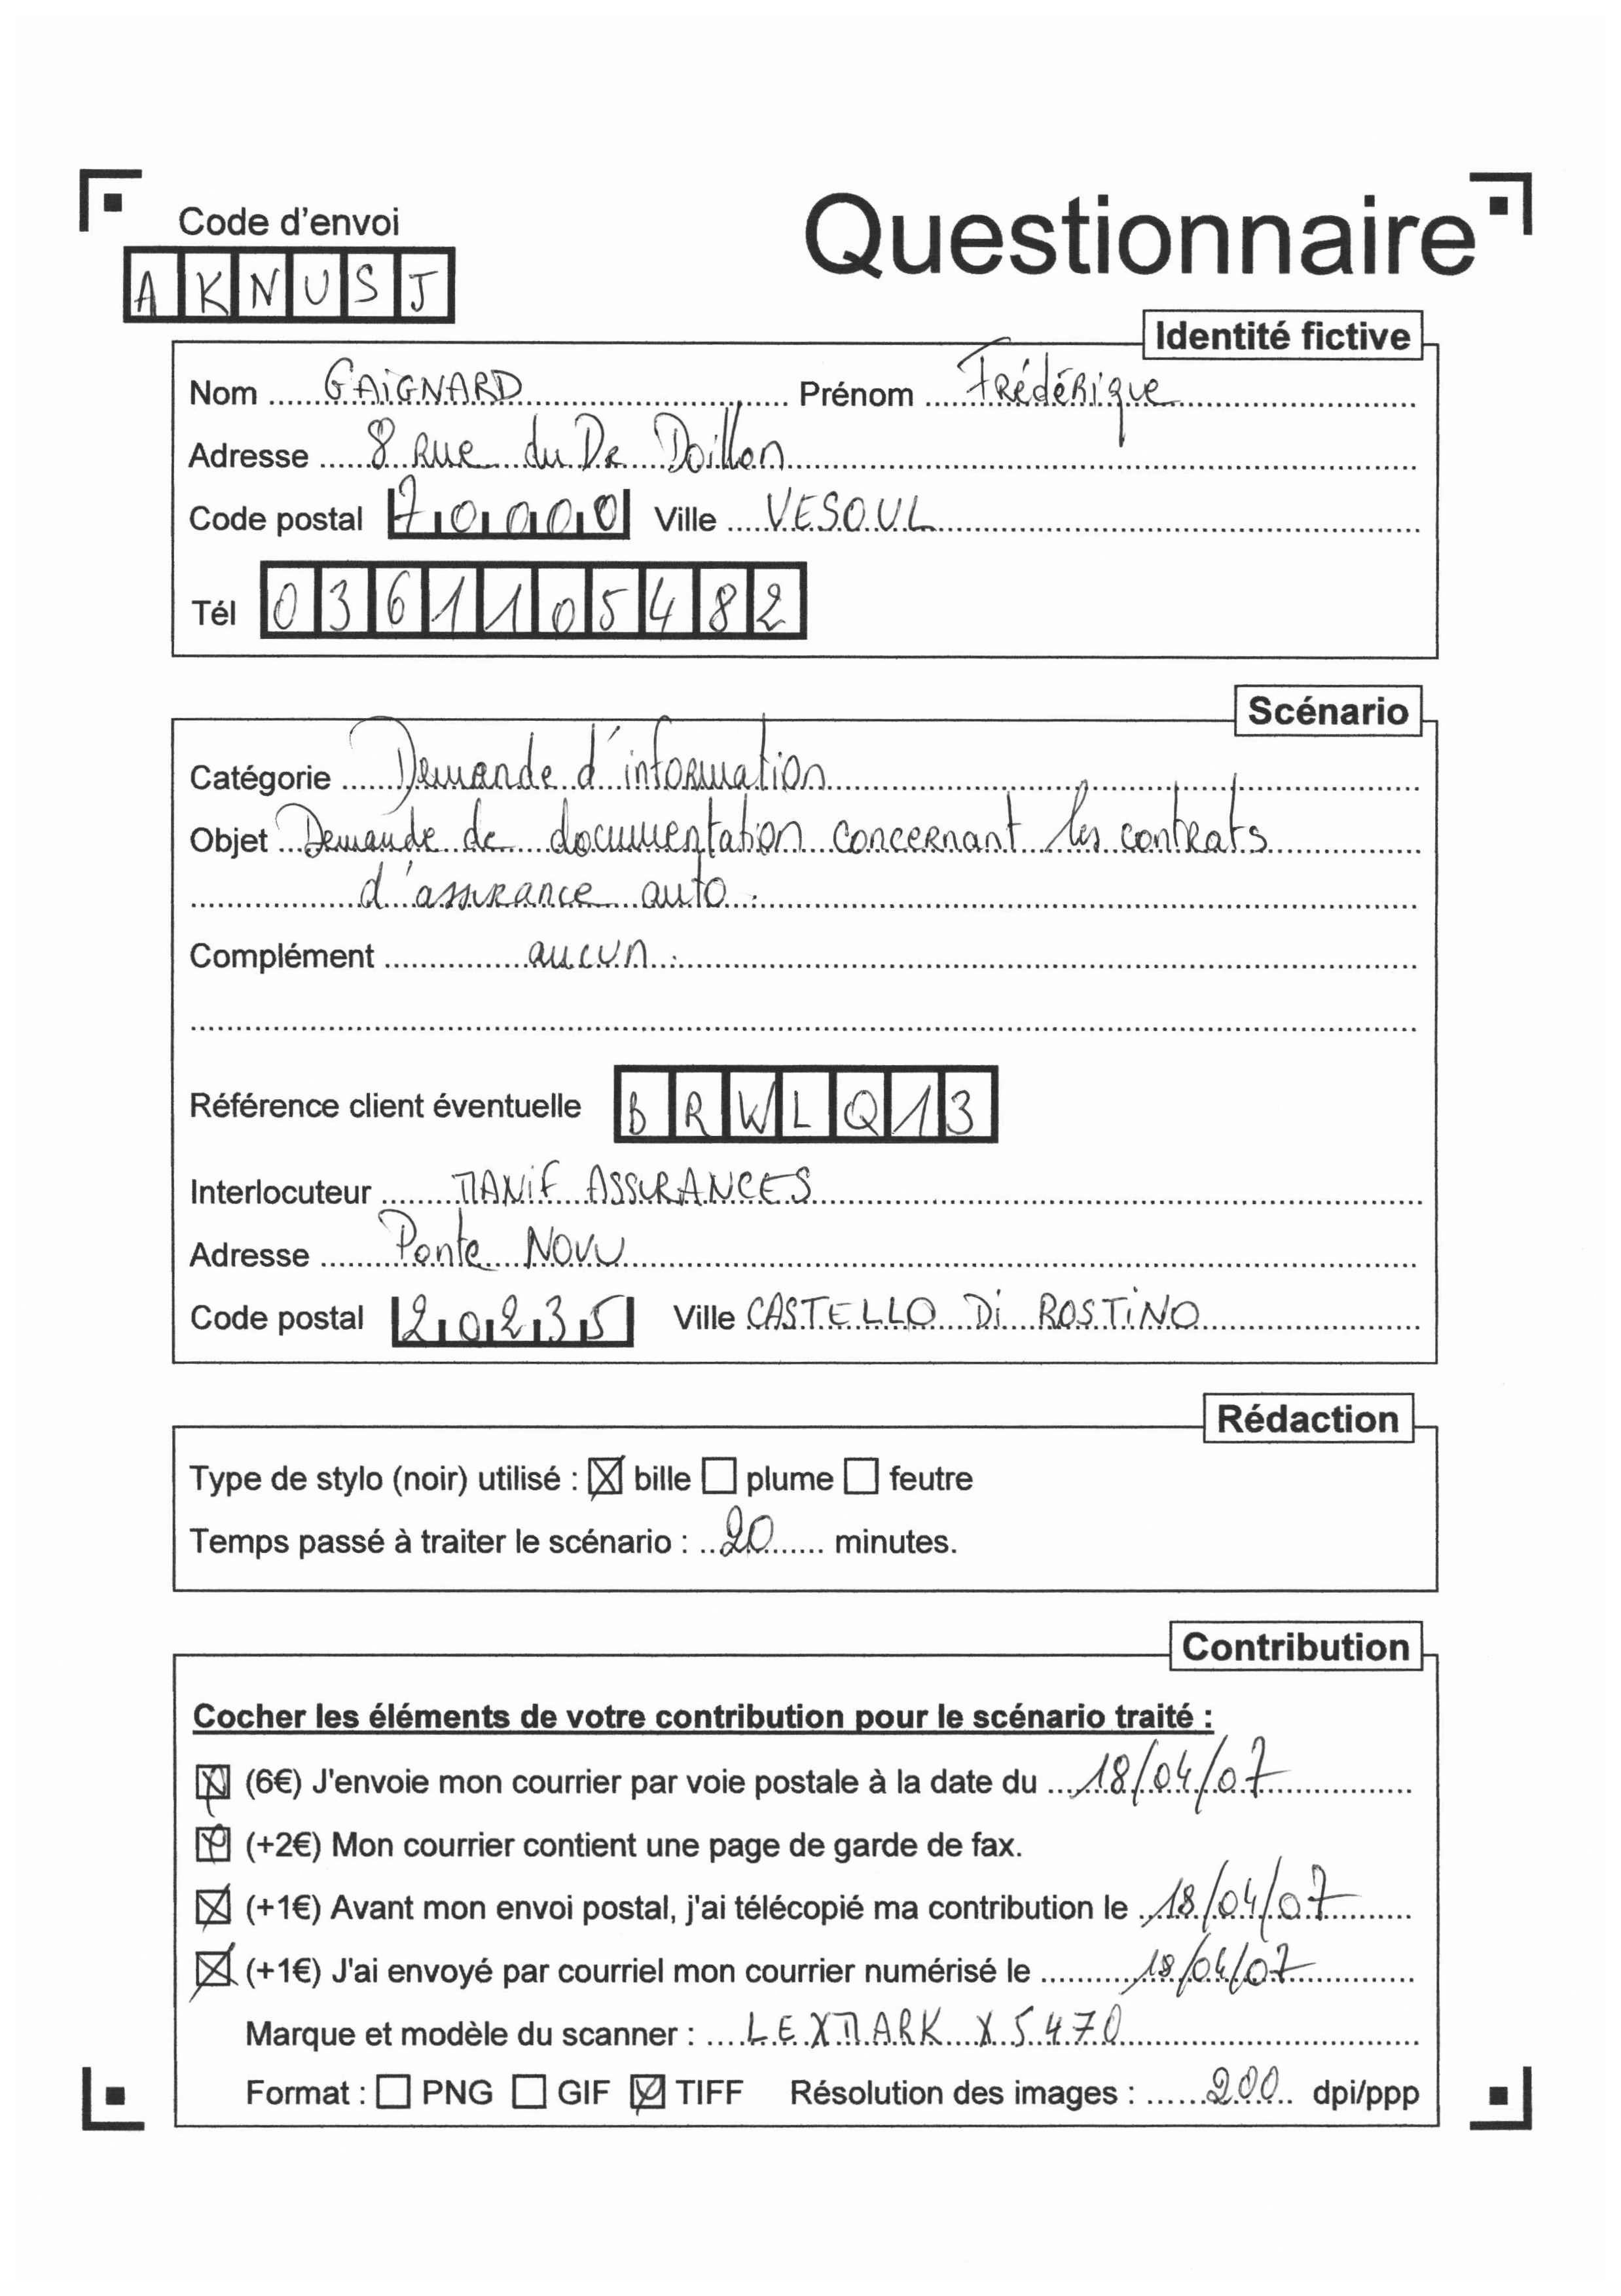 Code d'envoi
Questionnaire
AKNUSJ
Identité fictive
Nom GAIGNARD Prénom Frédérique
Adresse 8 Rue du Dr Doillon
Code postal 70000 Ville VESOUL
Tél 0361105482
Scénario
Catégorie Demande d'information
Objet Demande de documentation concernant les contrats
d'assurance auto.
Complément aucun.
Référence client éventuelle BRWLQ13
Interlocuteur MANIF ASSURANCES
Adresse Ponte Novu
Code postal 20235 Ville CASTELLO Di ROSTiNO
Rédaction
Type de stylo (noir) utilisé : ☒ bille ☐ plume ☐ feutre
Temps passé à traiter le scénario : 20 minutes.
Contribution
Cocher les éléments de votre contribution pour le scénario traité :
☒ (6€) J'envoie mon courrier par voie postale à la date du 18/04/07
☒ (+2€) Mon courrier contient une page de garde de fax.
☒ (+1€) Avant mon envoi postal, j'ai télécopié ma contribution le 18/04/07
☒ (+1€) J'ai envoyé par courriel mon courrier numérisé le 18/04/07
Marque et modèle du scanner : LEXMARK X5470
Format : ☐ PNG ☐ GIF ☒ TIFF Résolution des images : 200 dpi/ppp